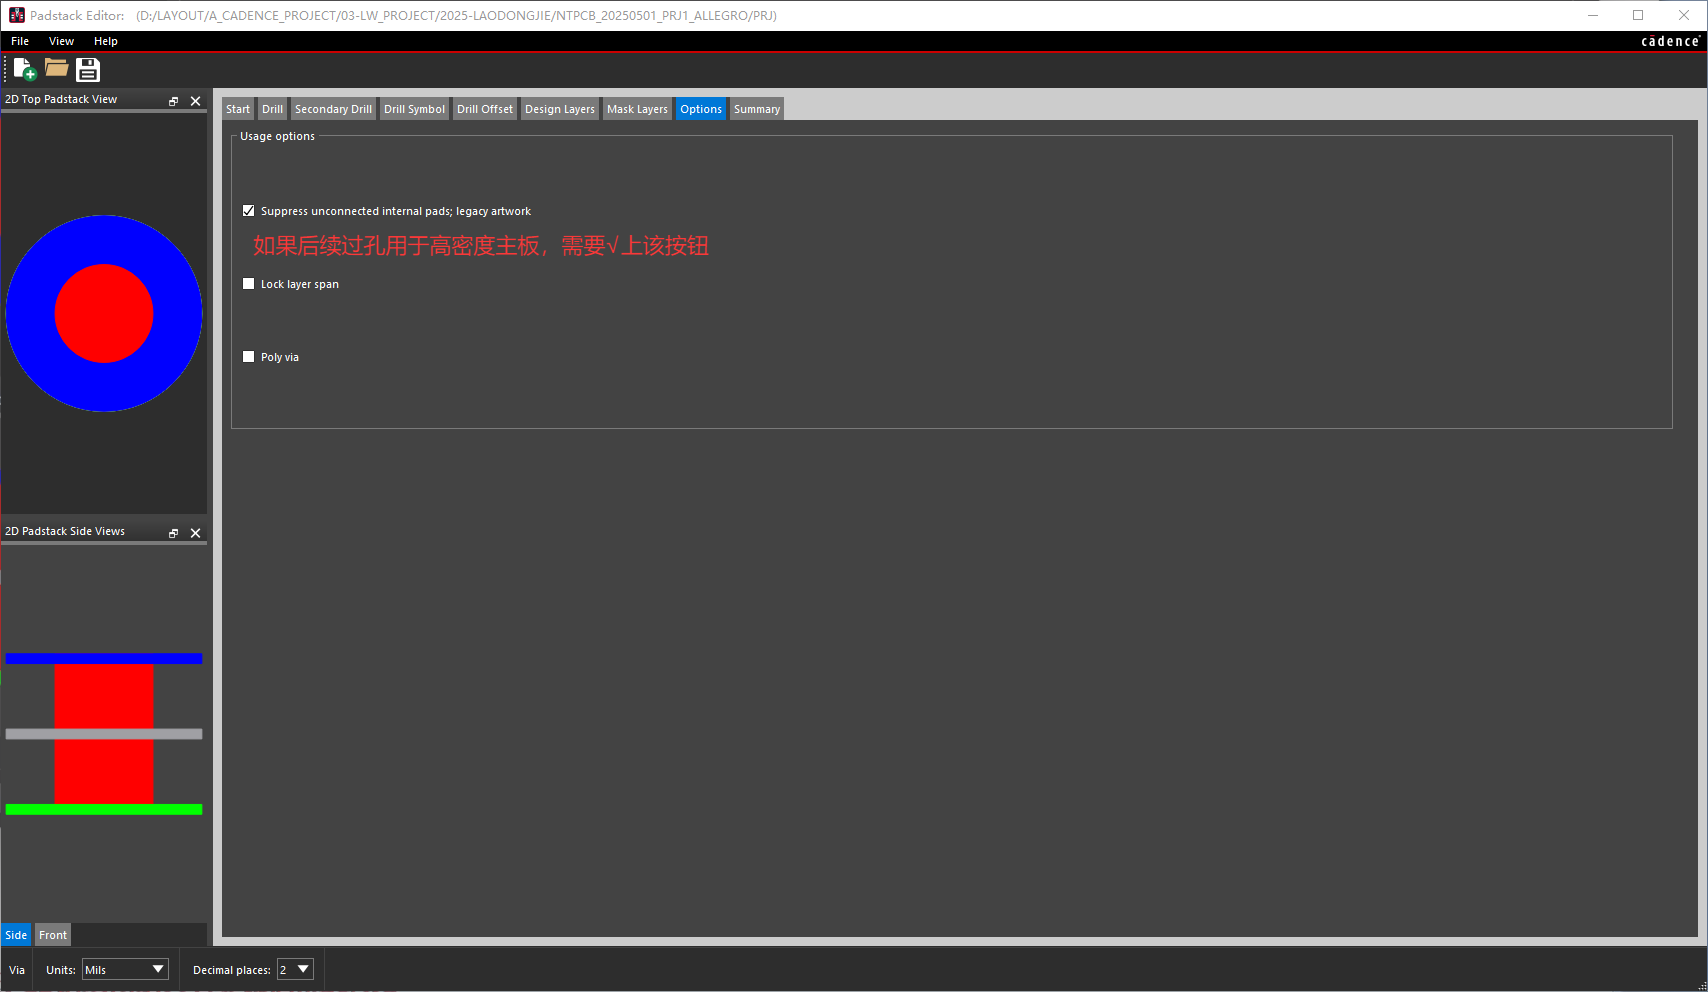 Padstack Editor: (D:/LAYOUT/A_CADENCE_PROJECT/03-LW_PROJECT/2025-LAODONGJIE/NTPCB_20250501_PRJ1_ALLEGRO/PRJ)
File View Help
cādence
2D Top Padstack View
Start Drill Secondary Drill Drill Symbol Drill Offset Design Layers Mask Layers Options Summary
Usage options
Suppress unconnected internal pads; legacy artwork
如果后续过孔用于高密度主板，需要√上该按钮
Lock layer span
Poly via
2D Padstack Side Views
Side Front
Via Units: Mils Decimal places: 2